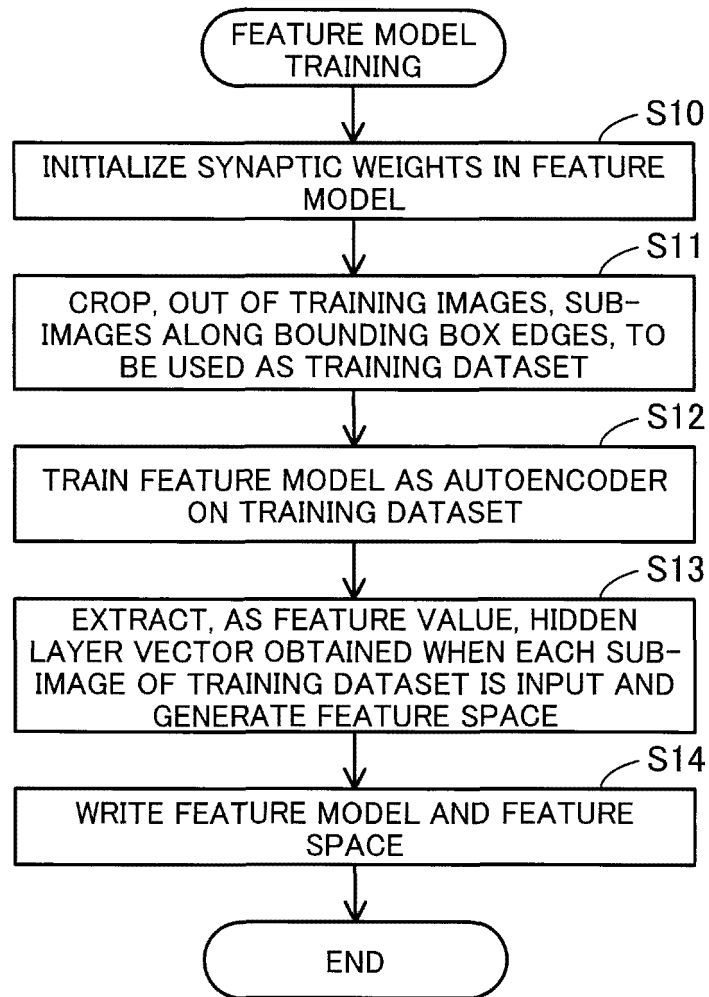 FEATURE MODEL
TRAINING
S10
INITIALIZE SYNAPTIC WEIGHTS IN FEATURE
MODEL
S11
CROP, OUT OF TRAINING IMAGES, SUB-
IMAGES ALONG BOUNDING BOX EDGES, TO
BE USED AS TRAINING DATASET
S12
TRAIN FEATURE MODEL AS AUTOENCODER
ON TRAINING DATASET
S13
EXTRACT, AS FEATURE VALUE, HIDDEN
LAYER VECTOR OBTAINED WHEN EACH SUB-
IMAGE OF TRAINING DATASET IS INPUT AND
GENERATE FEATURE SPACE
S14
WRITE FEATURE MODEL AND FEATURE
SPACE
END